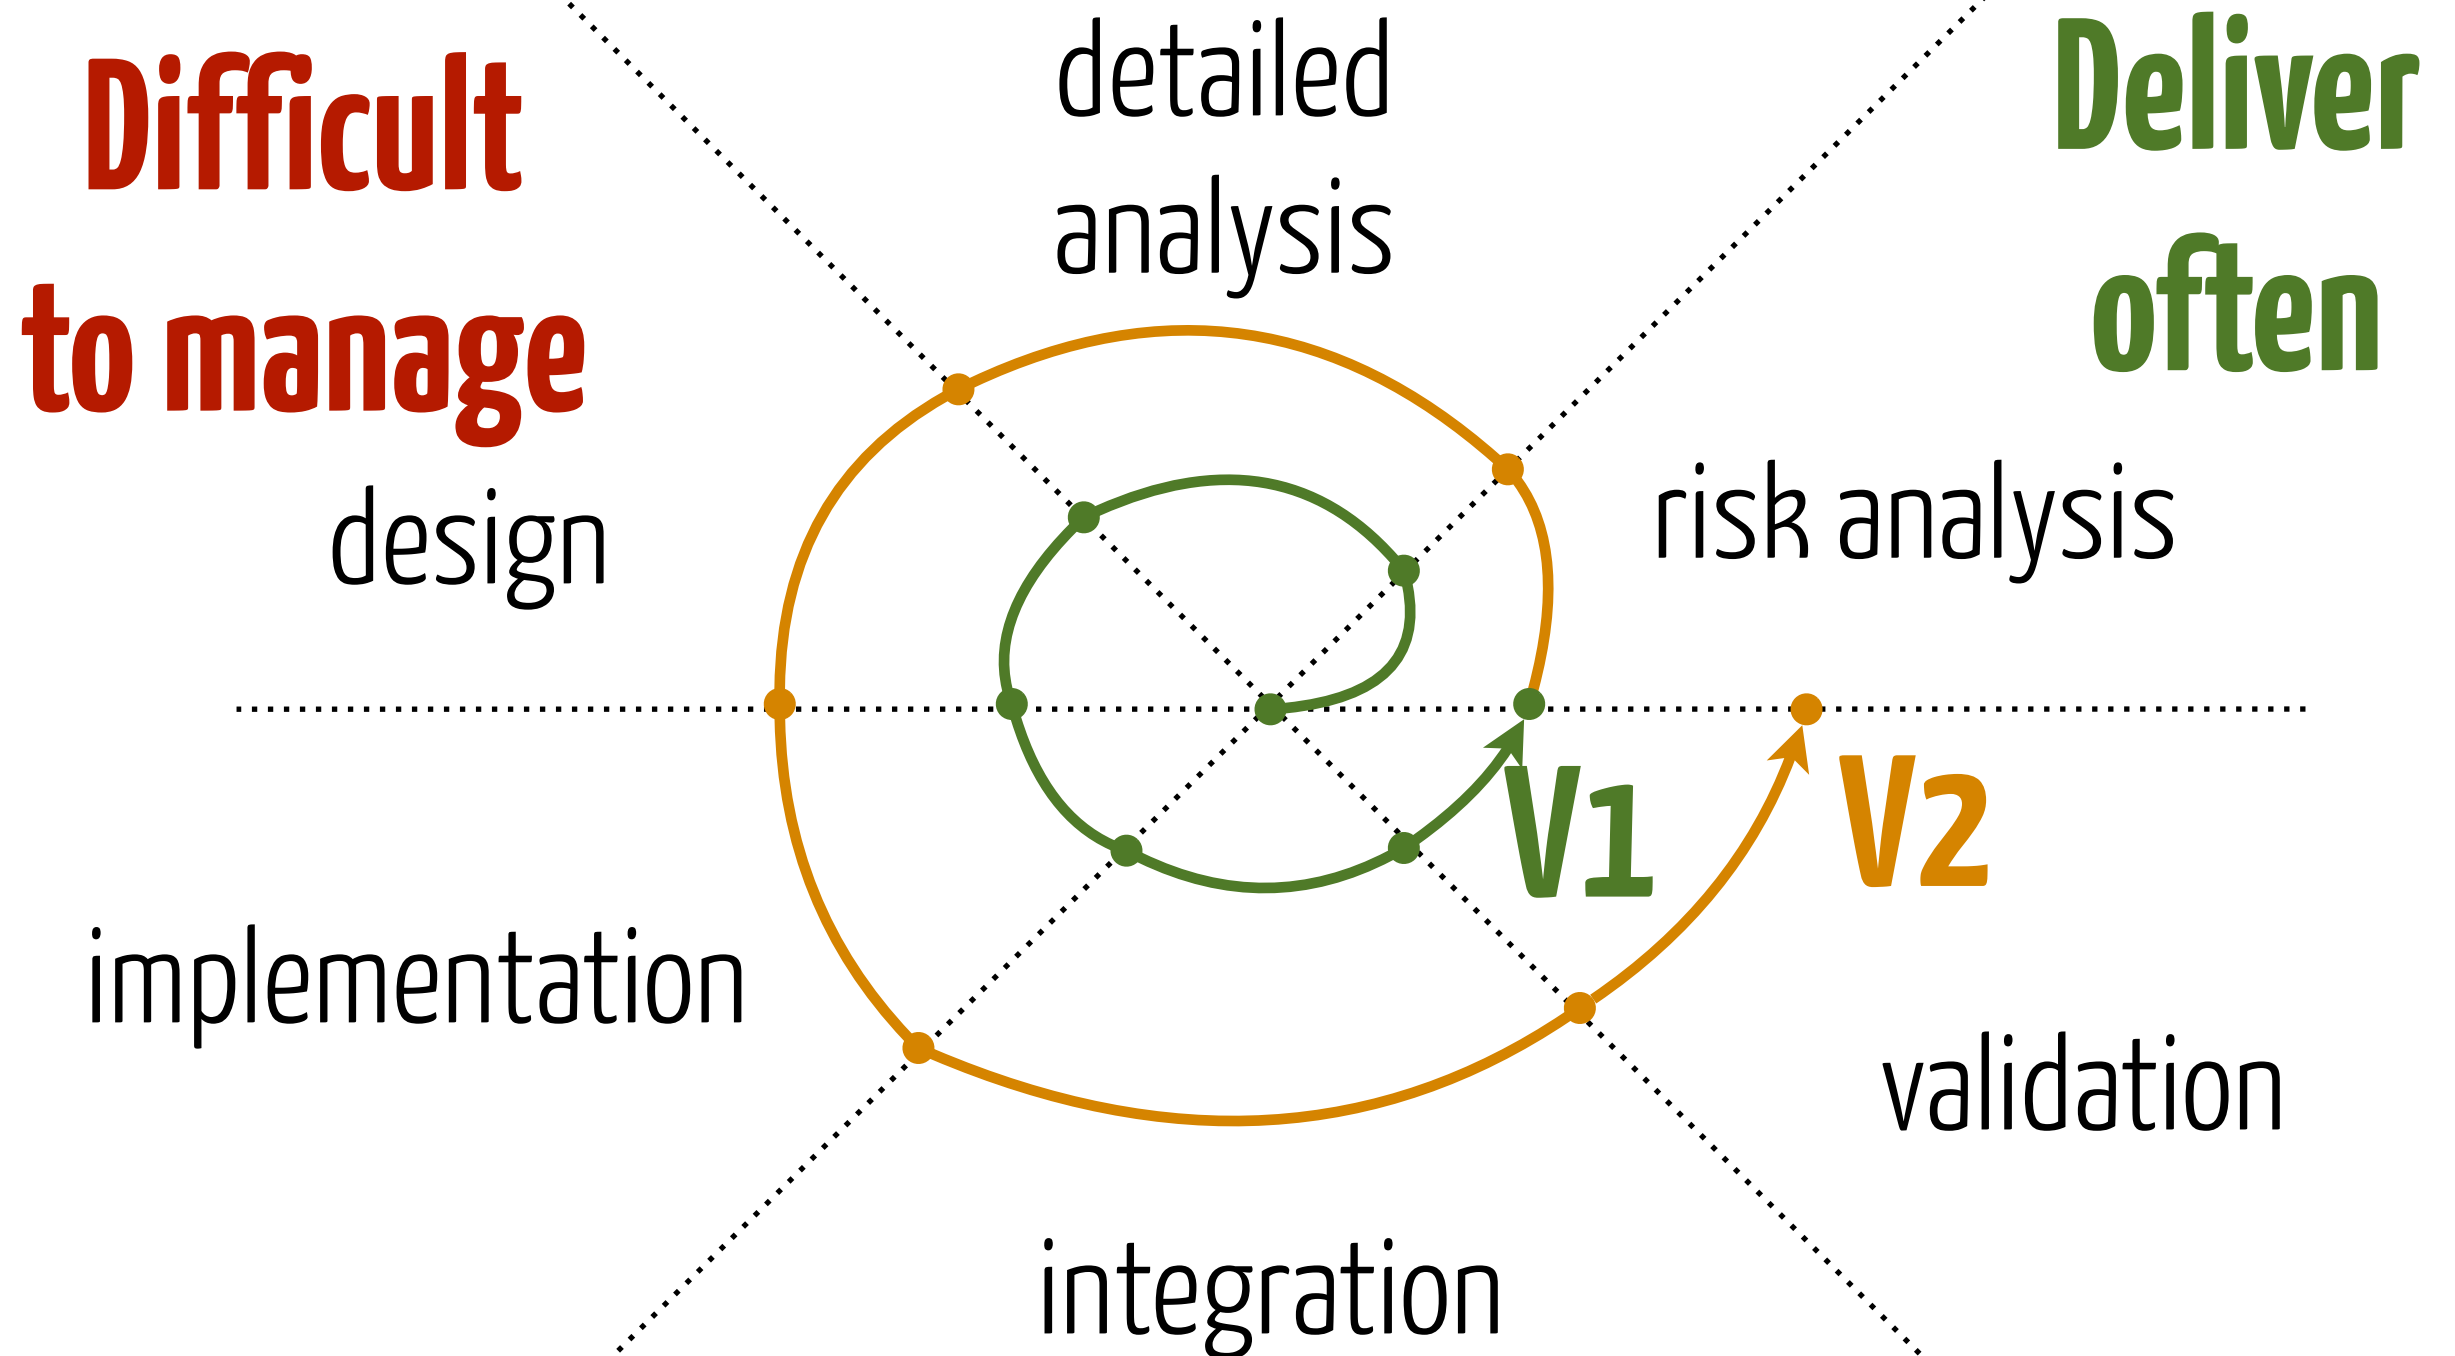 Difficult
to manage
detailed
analysis
Deliver
often
design
risk analysis
V1
V2
implementation
validation
integration